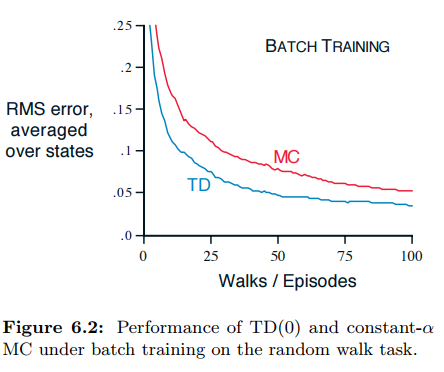 BATCH TRAINING
.25
.2
.15
.1
.05
.0
RMS error,
averaged
over states
MC
TD
0
25
50
75
100
Walks / Episodes
Figure 6.2: Performance of TD(0) and constant-α
MC under batch training on the random walk task.